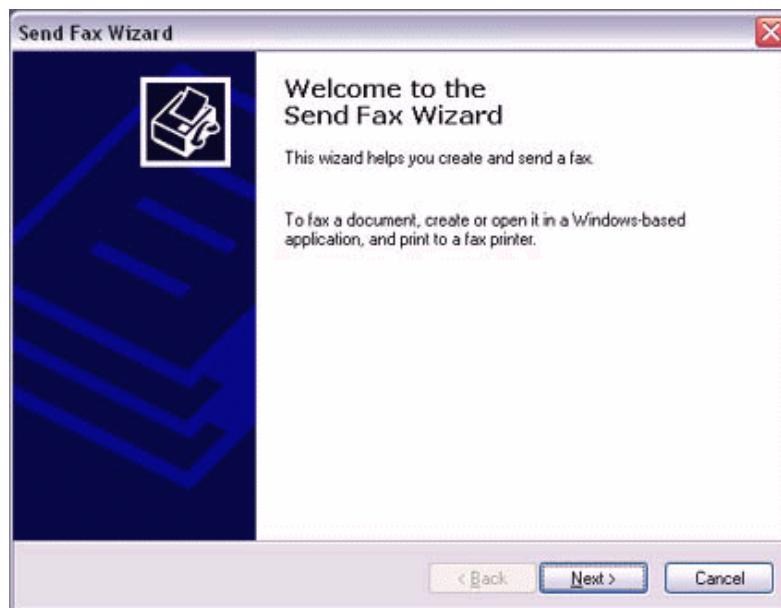 Send Fax Wizard
Welcome to the
Send Fax Wizard
This wizard helps you create and send a fax.
To fax a document, create or open it in a Windows-based
application, and print to a fax printer.
< Back
Next >
Cancel